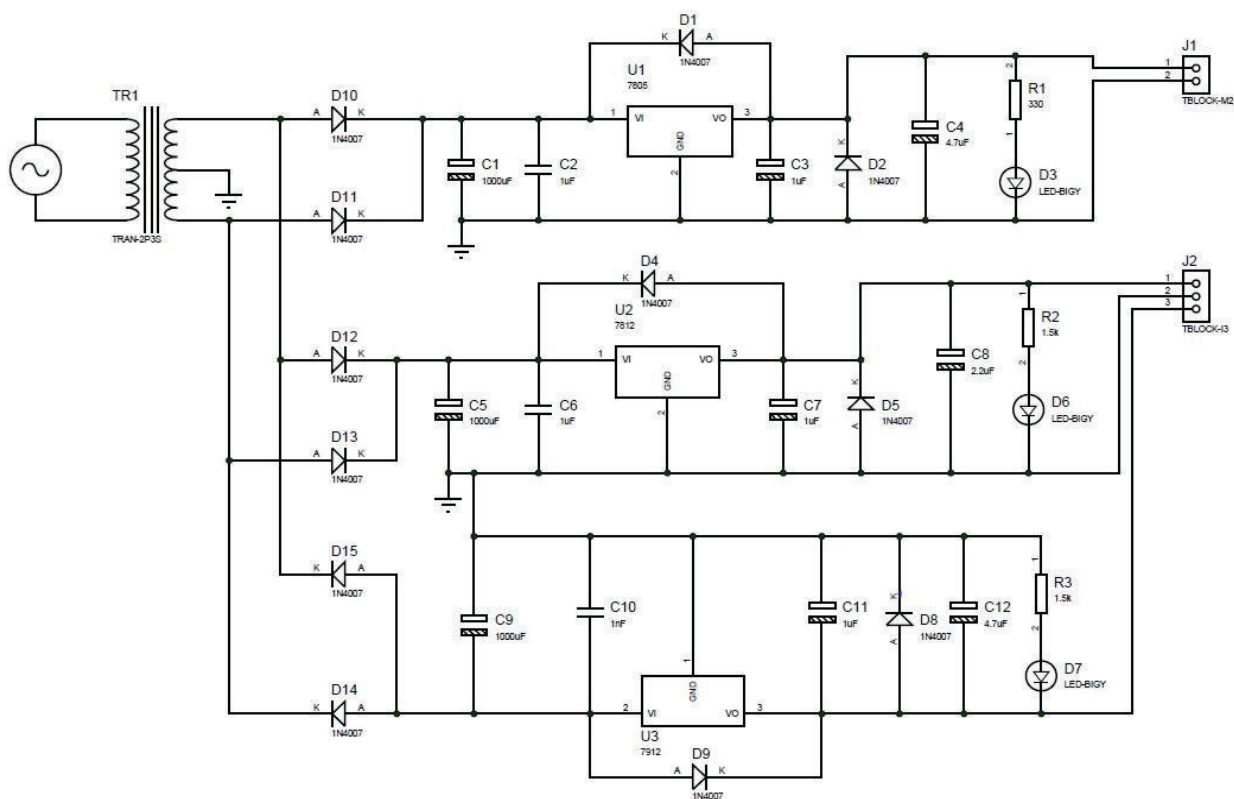 D1
K A
1N4007
J1
U1
7805
1
2
TBLOCK-M2
TR1
D10
A K
1N4007
1 VI VO 3
GND
2
2
R1
330
1
C1
1000uF
C2
1uF
C3
1uF
K
D2
1N4007
A
C4
4.7uF
D3
LED-BIGY
D11
A K
1N4007
TRAN-2P3S
D4
K A
1N4007
J2
U2
7812
1
2
3
TBLOCK-I3
D12
A K
1N4007
1 VI VO 3
GND
2
1
R2
1.5k
2
C5
1000uF
C6
1uF
C7
1uF
K
D5
1N4007
A
C8
2.2uF
D6
LED-BIGY
D13
A K
1N4007
D15
K A
1N4007
C9
1000uF
C10
1nF
1
GND
C11
1uF
K
D8
1N4007
A
C12
4.7uF
1
R3
1.5k
2
D7
LED-BIGY
D14
K A
1N4007
2 VI VO 3
U3
7912
D9
A K
1N4007